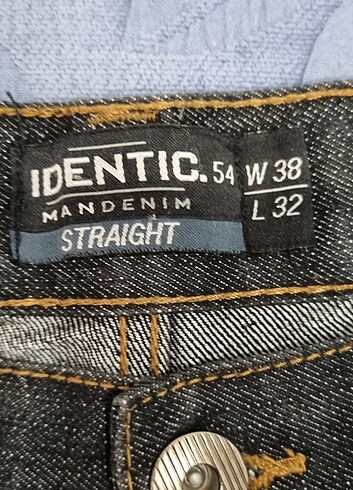 IDENTIC. 54 W 38
MANDENIM L 32
STRAIGHT